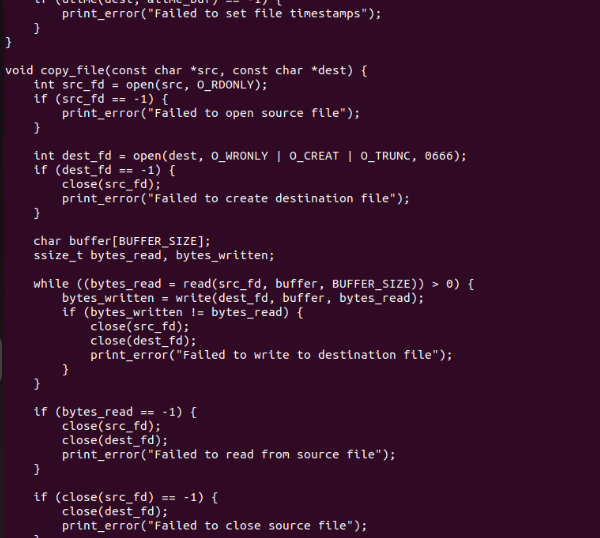 print_error("Failed to set file timestamps");
}
}
void copy_file(const char *src, const char *dest) {
int src_fd = open(src, O_RDONLY);
if (src_fd == -1) {
print_error("Failed to open source file");
}
int dest_fd = open(dest, O_WRONLY | O_CREAT | O_TRUNC, 0666);
if (dest_fd == -1) {
close(src_fd);
print_error("Failed to create destination file");
}
char buffer[BUFFER_SIZE];
ssize_t bytes_read, bytes_written;
while ((bytes_read = read(src_fd, buffer, BUFFER_SIZE)) > 0) {
bytes_written = write(dest_fd, buffer, bytes_read);
if (bytes_written != bytes_read) {
close(src_fd);
close(dest_fd);
print_error("Failed to write to destination file");
}
}
if (bytes_read == -1) {
close(src_fd);
close(dest_fd);
print_error("Failed to read from source file");
}
if (close(src_fd) == -1) {
close(dest_fd);
print_error("Failed to close source file");